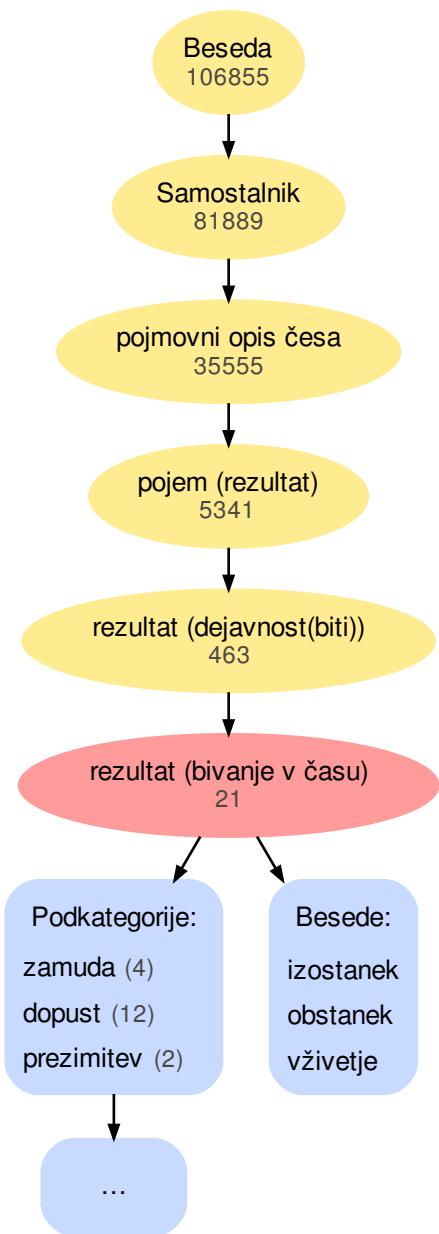 Beseda
106855
Samostalnik
81889
pojmovni opis česa
35555
pojem (rezultat)
5341
rezultat (dejavnost(biti))
463
rezultat (bivanje v času)
21
Podkategorije:
zamuda (4)
dopust (12)
prezimitev (2)
Besede:
izostanek
obstanek
vživetje
...